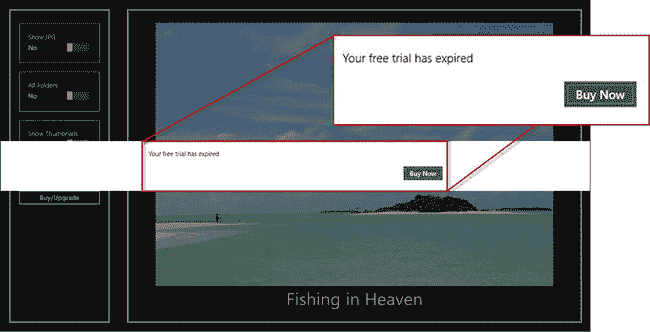 Show JPG
No
All Folders
No
Show Thumbnails
Your free trial has expired
Buy Now
Your free trial has expired
Buy Now
Buy/Upgrade
Fishing in Heaven